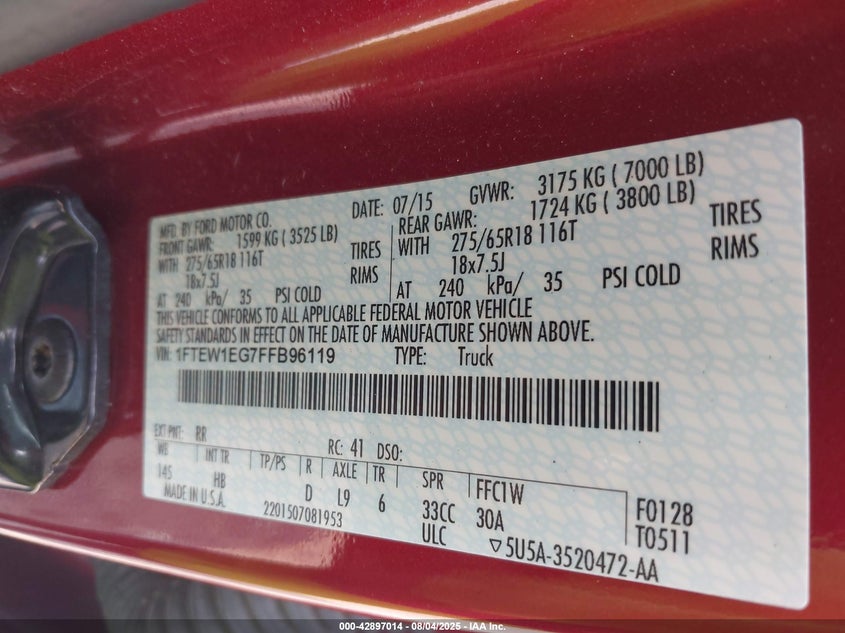 MFD. BY FORD MOTOR CO.
DATE: 07/15
GVWR: 3175 KG ( 7000 LB)
FRONT GAWR: 1599 KG ( 3525 LB)
REAR GAWR: 1724 KG ( 3800 LB)
WITH 275/65R18 116T TIRES
WITH 275/65R18 116T TIRES
18x7.5J RIMS
18x7.5J RIMS
AT 240 kPa/ 35 PSI COLD
AT 240 kPa/ 35 PSI COLD
THIS VEHICLE CONFORMS TO ALL APPLICABLE FEDERAL MOTOR VEHICLE
SAFETY STANDARDS IN EFFECT ON THE DATE OF MANUFACTURE SHOWN ABOVE.
VIN: 1FTEW1EG7FFB96119 TYPE: Truck
EXT PNT: RR RC: 41 DSO:
WB INT TR TP/PS R AXLE TR SPR FFC1W
145 HB D L9 6 33CC 30A F0128
MADE IN U.S.A. 2201507081953 ULC T0511
▽5U5A-3520472-AA
000-42897014 - 08/04/2025 - IAA Inc.